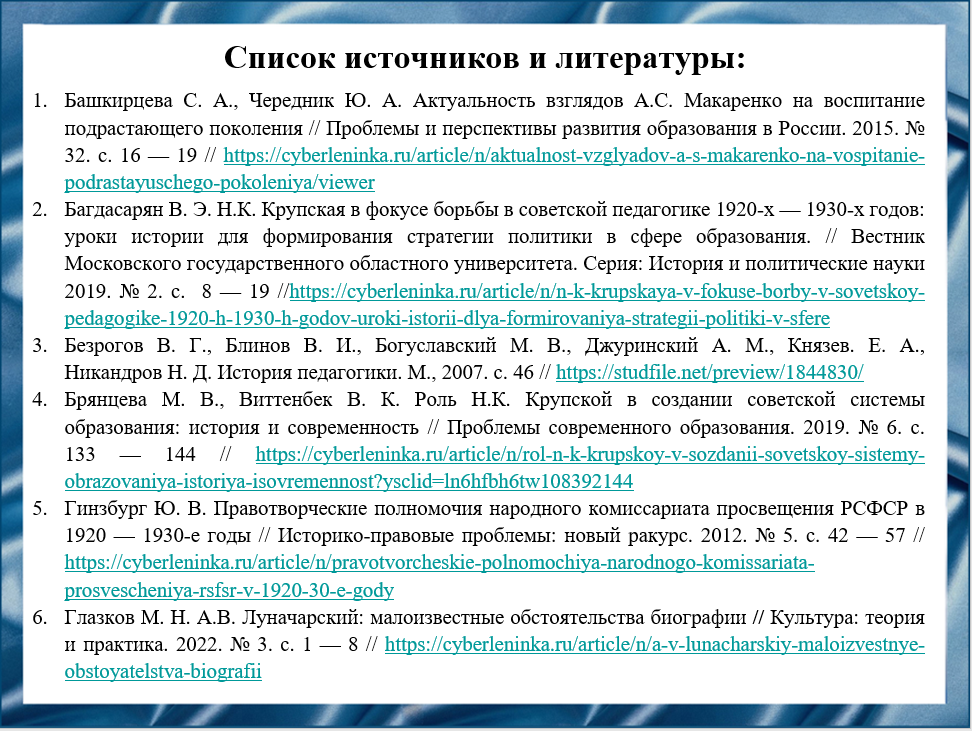 Список источников и литературы:
1. Башкирцева С. А., Чередник Ю. А. Актуальность взглядов А.С. Макаренко на воспитание
подрастающего поколения // Проблемы и перспективы развития образования в России. 2015. №
32. с. 16 — 19 // https://cyberleninka.ru/article/n/aktualnost-vzglyadov-a-s-makarenko-na-vospitanie-
podrastayuschego-pokoleniya/viewer
2. Багдасарян В. Э. Н.К. Крупская в фокусе борьбы в советской педагогике 1920-х — 1930-х годов:
уроки истории для формирования стратегии политики в сфере образования. // Вестник
Московского государственного областного университета. Серия: История и политические науки
2019. № 2. с. 8 — 19 //https://cyberleninka.ru/article/n/n-k-krupskaya-v-fokuse-borby-v-sovetskoy-
pedagogike-1920-h-1930-h-godov-uroki-istorii-dlya-formirovaniya-strategii-politiki-v-sfere
3. Безрогов В. Г., Блинов В. И., Богуславский М. В., Джуринский А. М., Князев. Е. А.,
Никандров Н. Д. История педагогики. М., 2007. с. 46 // https://studfile.net/preview/1844830/
4. Брянцева М. В., Виттенбек В. К. Роль Н.К. Крупской в создании советской системы
образования: история и современность // Проблемы современного образования. 2019. № 6. с.
133 — 144 // https://cyberleninka.ru/article/n/rol-n-k-krupskoy-v-sozdanii-sovetskoy-sistemy-
obrazovaniya-istoriya-isovremennost?ysclid=ln6hfbh6tw108392144
5. Гинзбург Ю. В. Правотворческие полномочия народного комиссариата просвещения РСФСР в
1920 — 1930-е годы // Историко-правовые проблемы: новый ракурс. 2012. № 5. с. 42 — 57 //
https://cyberleninka.ru/article/n/pravotvorcheskie-polnomochiya-narodnogo-komissariata-
prosvescheniya-rsfsr-v-1920-30-e-gody
6. Глазков М. Н. А.В. Луначарский: малоизвестные обстоятельства биографии // Культура: теория
и практика. 2022. № 3. с. 1 — 8 // https://cyberleninka.ru/article/n/a-v-lunacharskiy-maloizvestnye-
obstoyatelstva-biografii